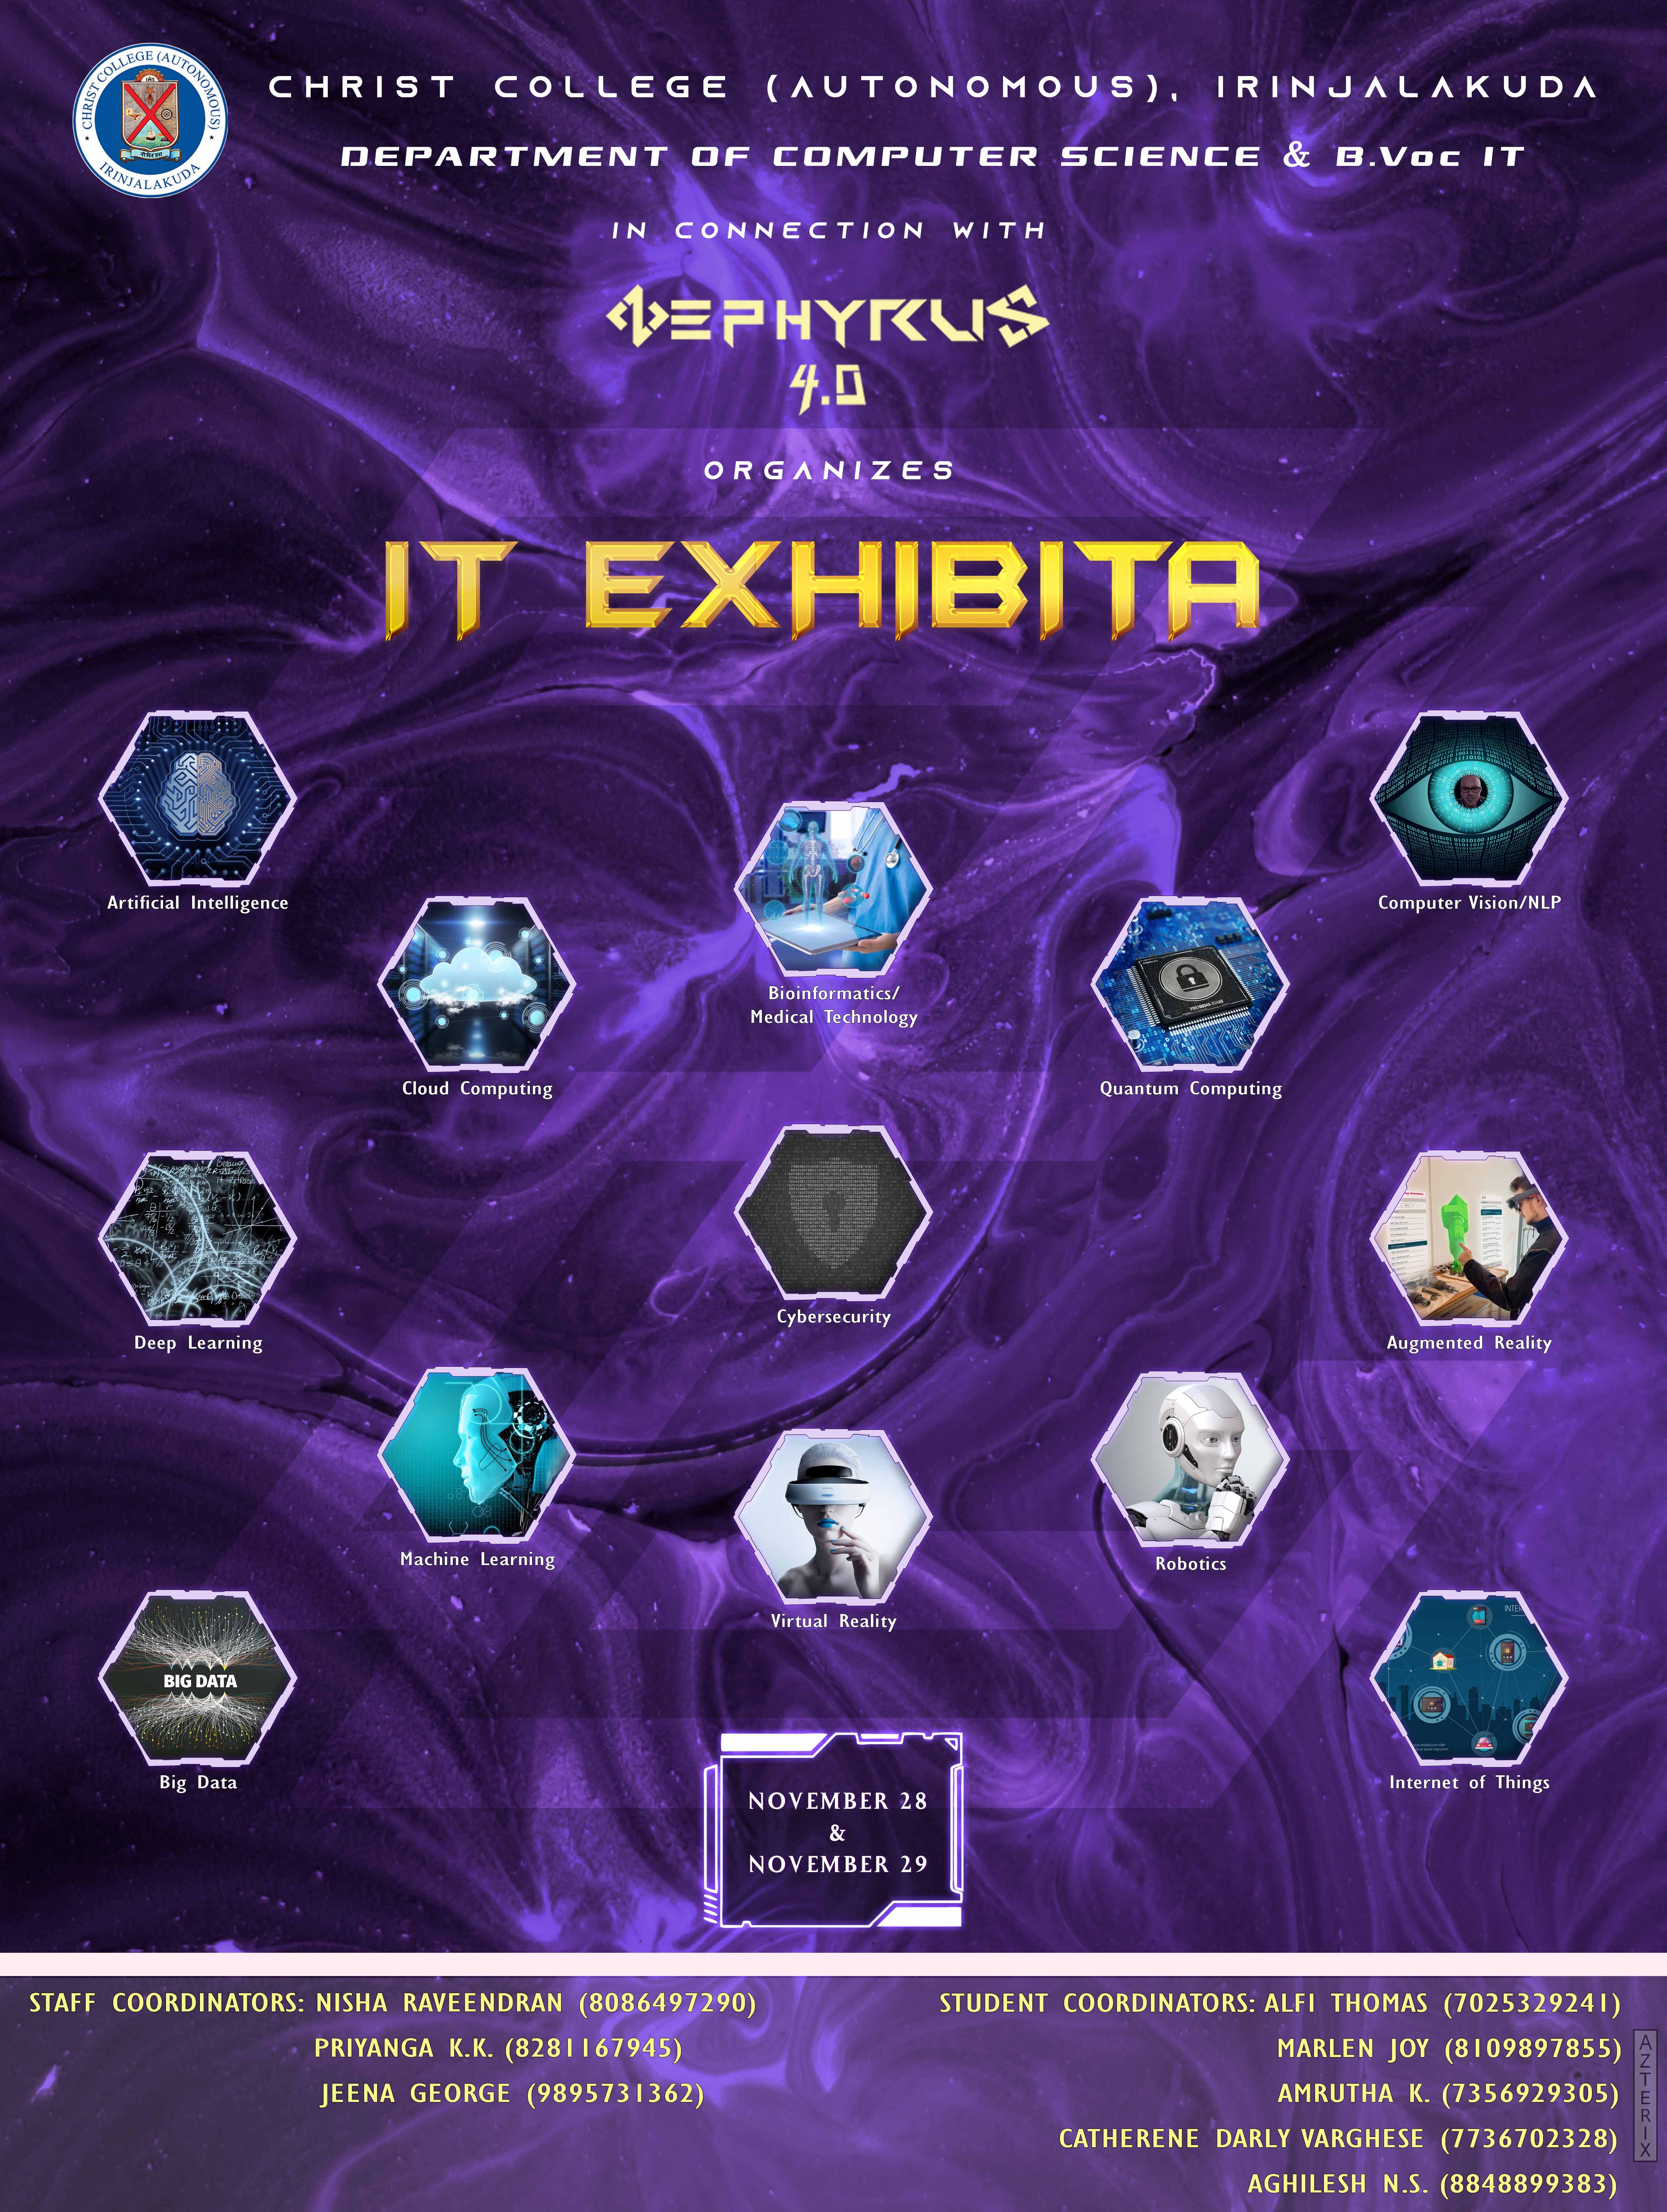 CHRIST COLLEGE (AUTONOMOUS)
IRINJALAKUDA
CHRIST COLLEGE (AUTONOMOUS), IRINJALAKUDA
DEPARTMENT OF COMPUTER SCIENCE & B.Voc IT
IN CONNECTION WITH
ZEPHYRUS
4.0
ORGANIZES
IT EXHIBITA
Artificial Intelligence
Computer Vision/NLP
Bioinformatics/
Medical Technology
Cloud Computing
Quantum Computing
Deep Learning
Cybersecurity
Augmented Reality
Machine Learning
Robotics
Virtual Reality
BIG DATA
Big Data
Internet of Things
NOVEMBER 28
&
NOVEMBER 29
STAFF COORDINATORS: NISHA RAVEENDRAN (8086497290)
PRIYANGA K.K. (8281167945)
JEENA GEORGE (9895731362)
STUDENT COORDINATORS: ALFI THOMAS (7025329241)
MARLEN JOY (8109897855)
AMRUTHA K. (7356929305)
CATHERENE DARLY VARGHESE (7736702328)
AGHILESH N.S. (8848899383)
AZTERIX